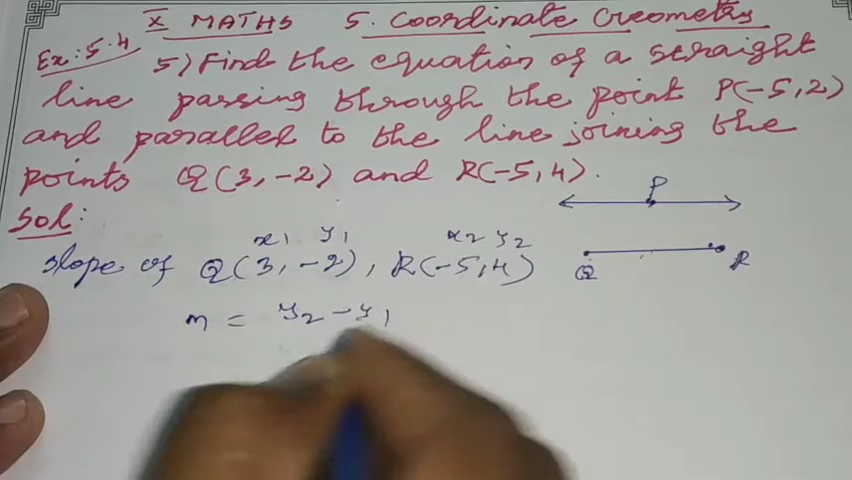 X MATHS 5. Coordinate Geometry
Ex: 5.4
5) Find the equation of a straight
line passing through the point P(-5,2)
and parallel to the line joining the
points Q(3,-2) and R(-5,4).
P
Sol:
x1 y1 x2 y2
slope of Q(3,-2), R(-5,4)
Q R
m = y2-y1